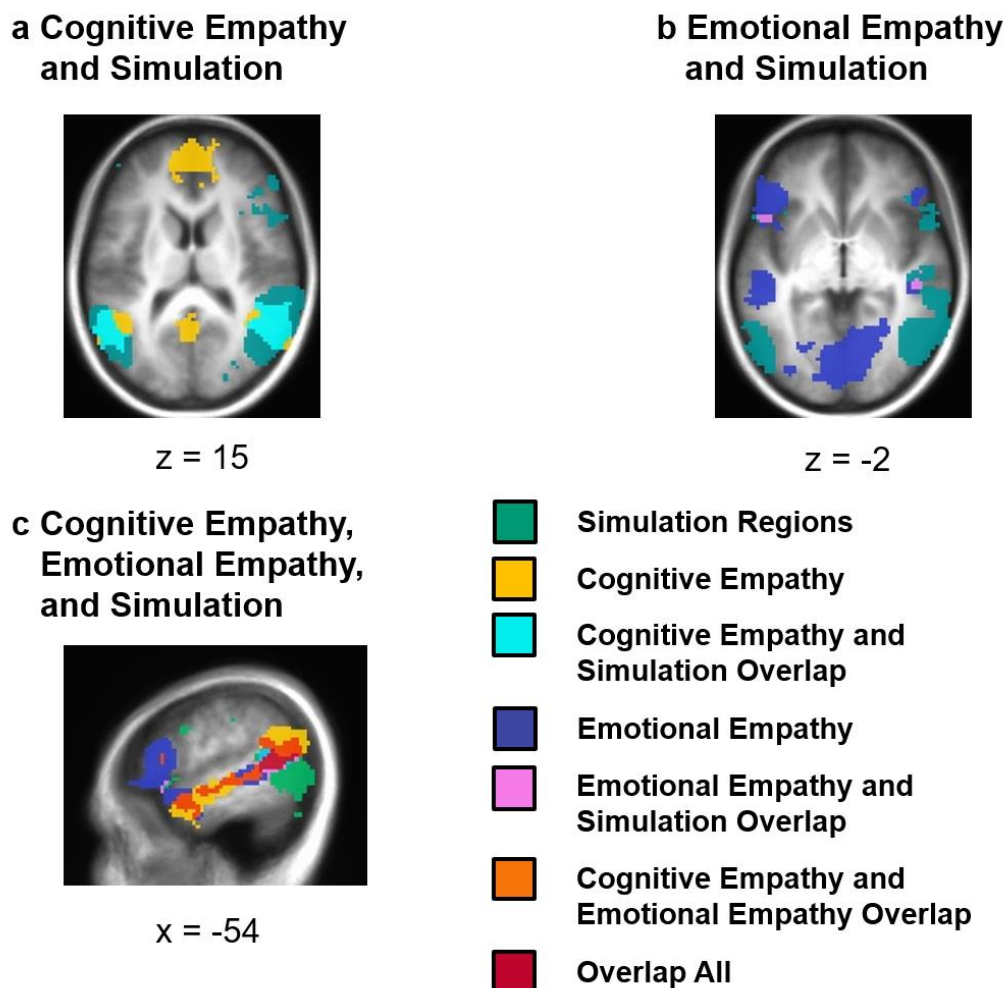 a Cognitive Empathy
and Simulation
b Emotional Empathy
and Simulation
z = 15
z = -2
c Cognitive Empathy,
Emotional Empathy,
and Simulation
x = -54
Simulation Regions
Cognitive Empathy
Cognitive Empathy and
Simulation Overlap
Emotional Empathy
Emotional Empathy and
Simulation Overlap
Cognitive Empathy and
Emotional Empathy Overlap
Overlap All